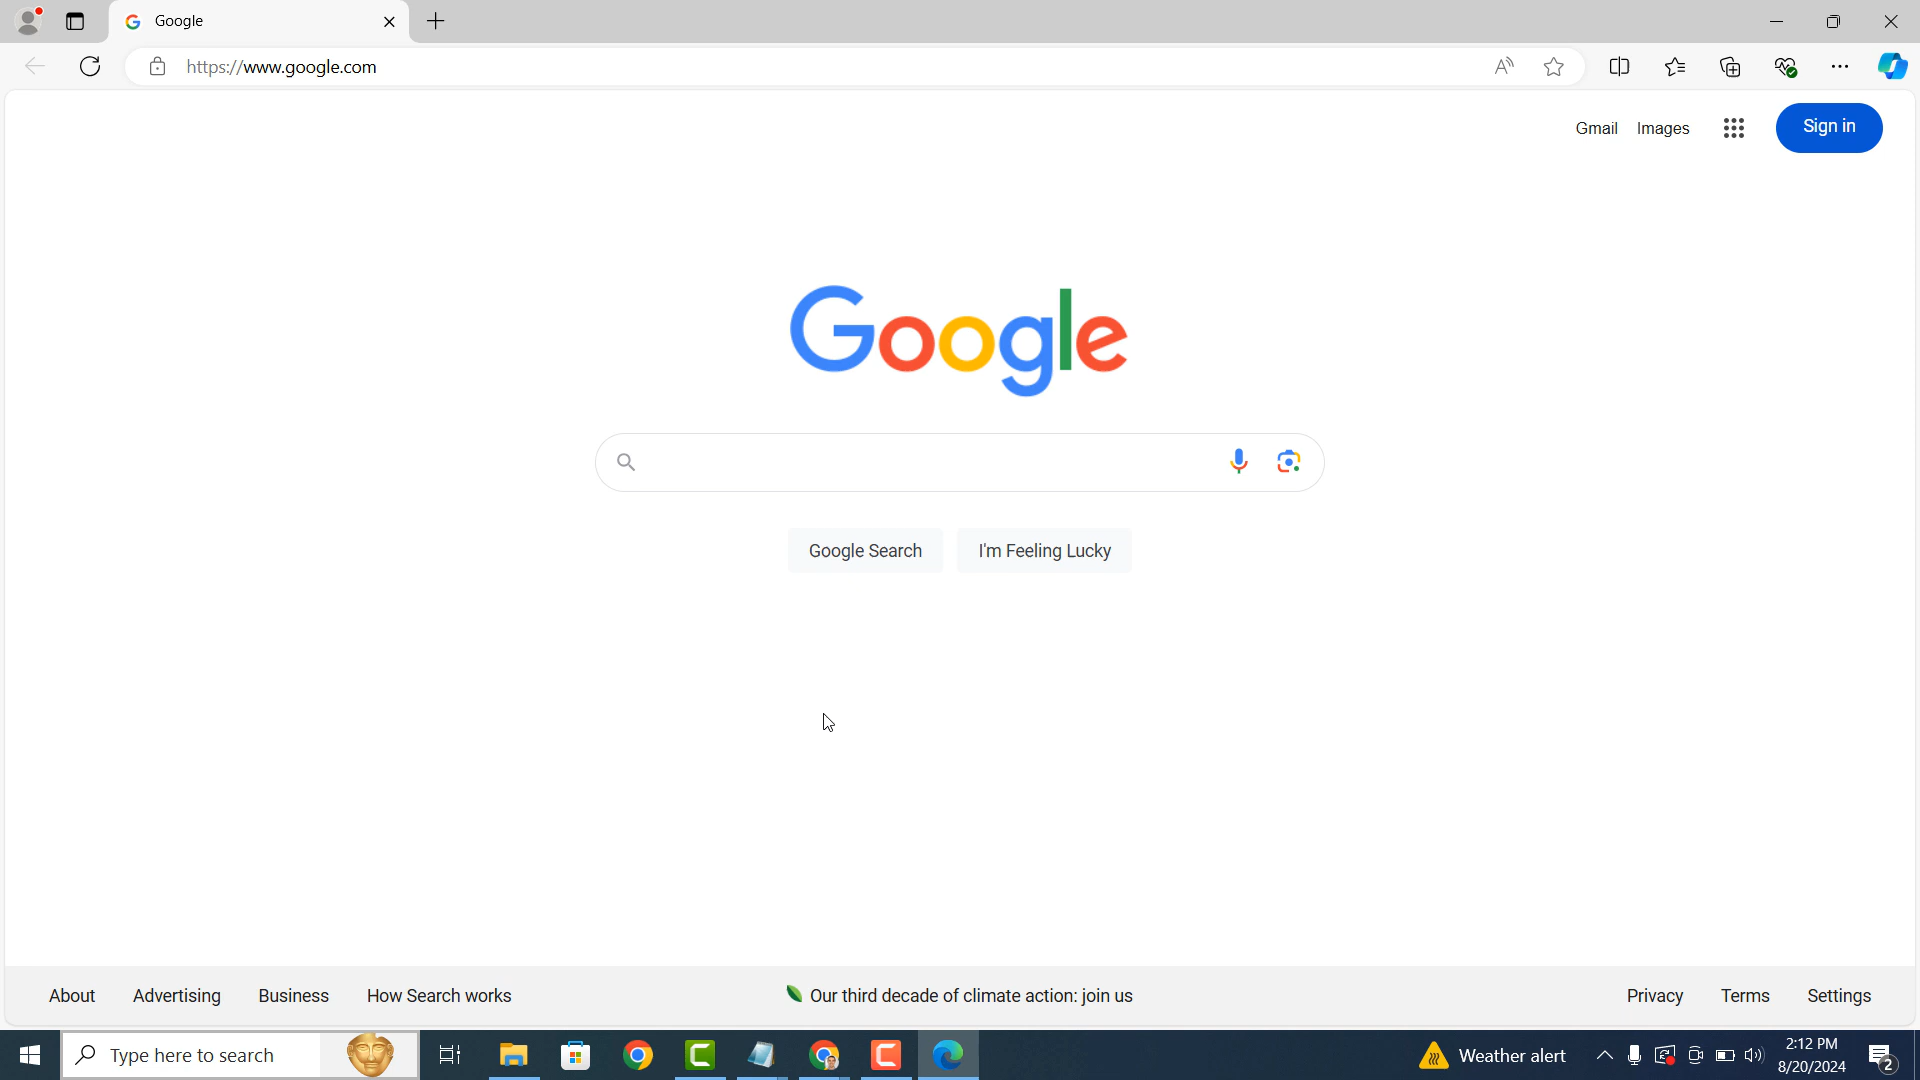 Google
https://www.google.com
Gmail Images Sign in
Google
Google Search I'm Feeling Lucky
About Advertising Business How Search works Our third decade of climate action: join us Privacy Terms Settings
Type here to search Weather alert 2:12 PM
8/20/2024 2